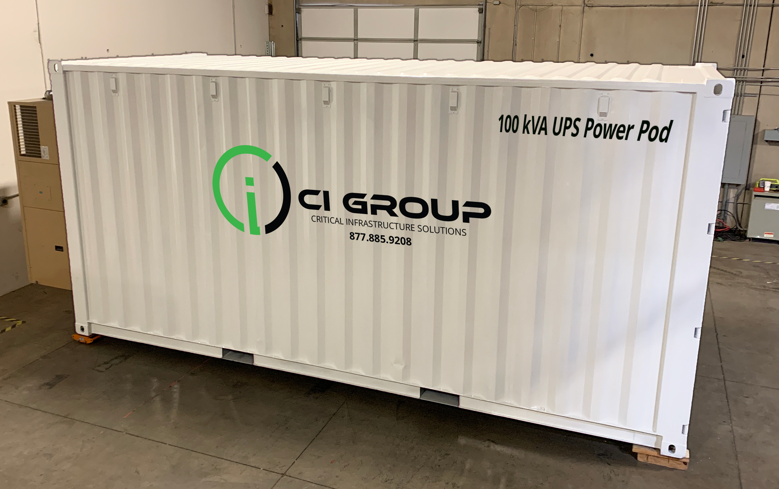 100 kVA UPS Power Pod
CI GROUP
CRITICAL INFRASTRUCTURE SOLUTIONS
877.885.9208